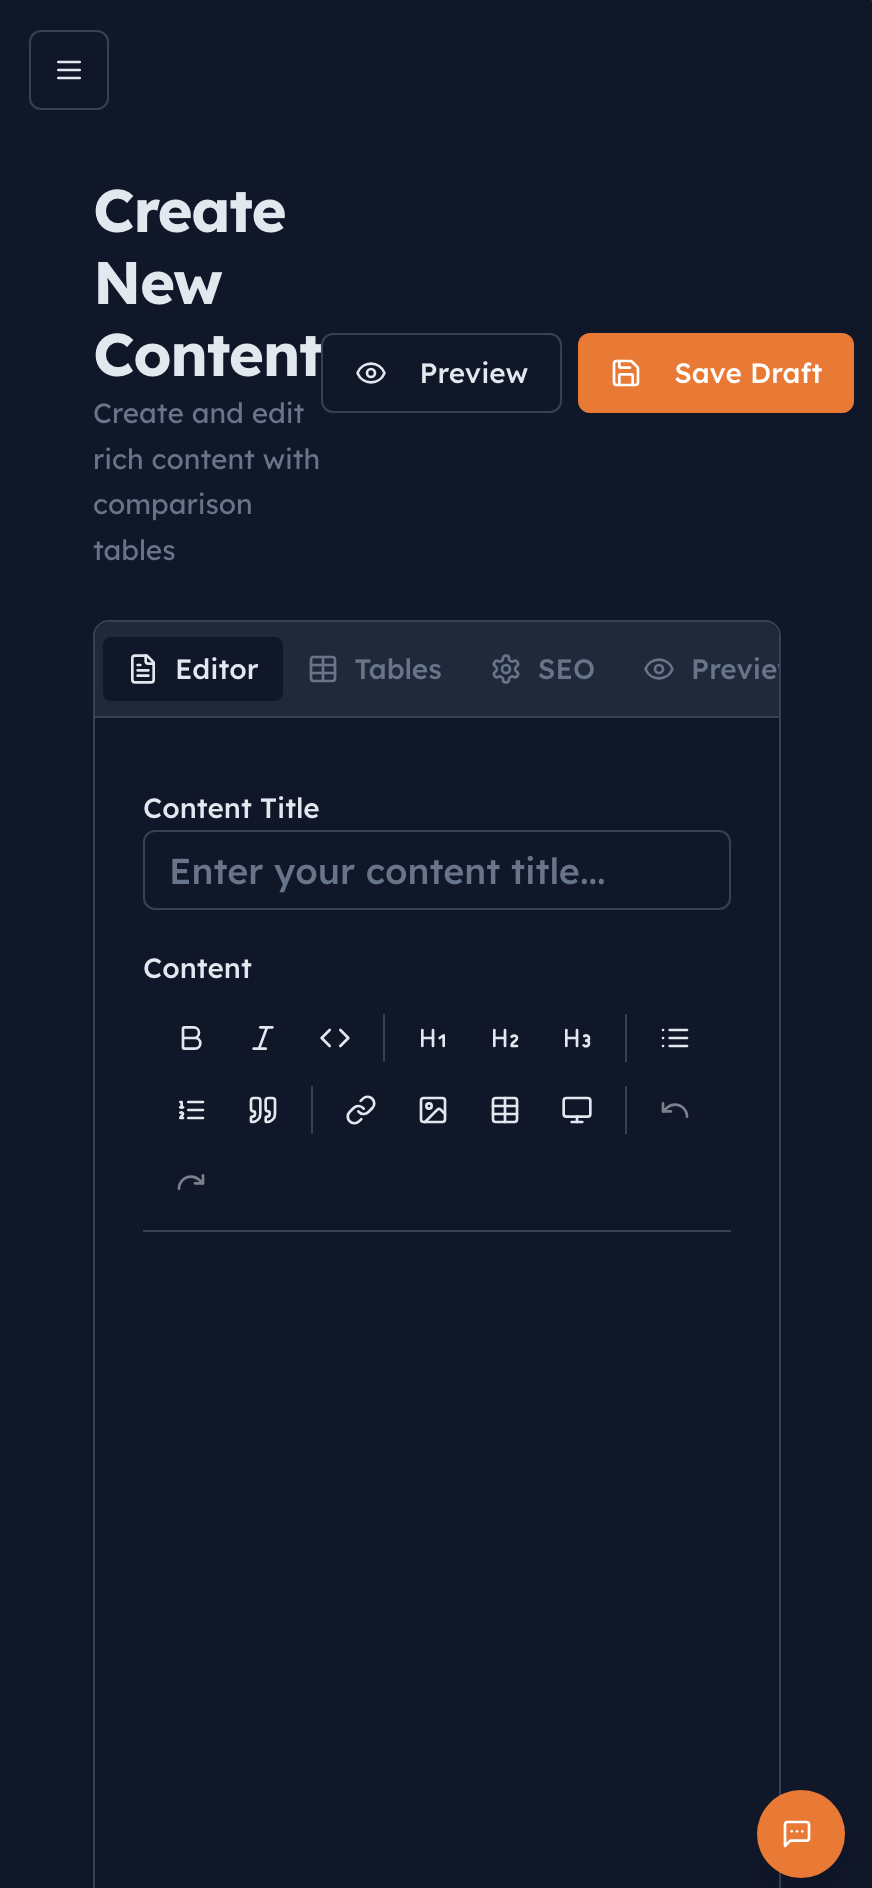 Create
New
Content
Create and edit
rich content with
comparison
tables
Preview
Save Draft
Editor
Tables
SEO
Previe
Content Title
Enter your content title...
Content
H1
H2
H3